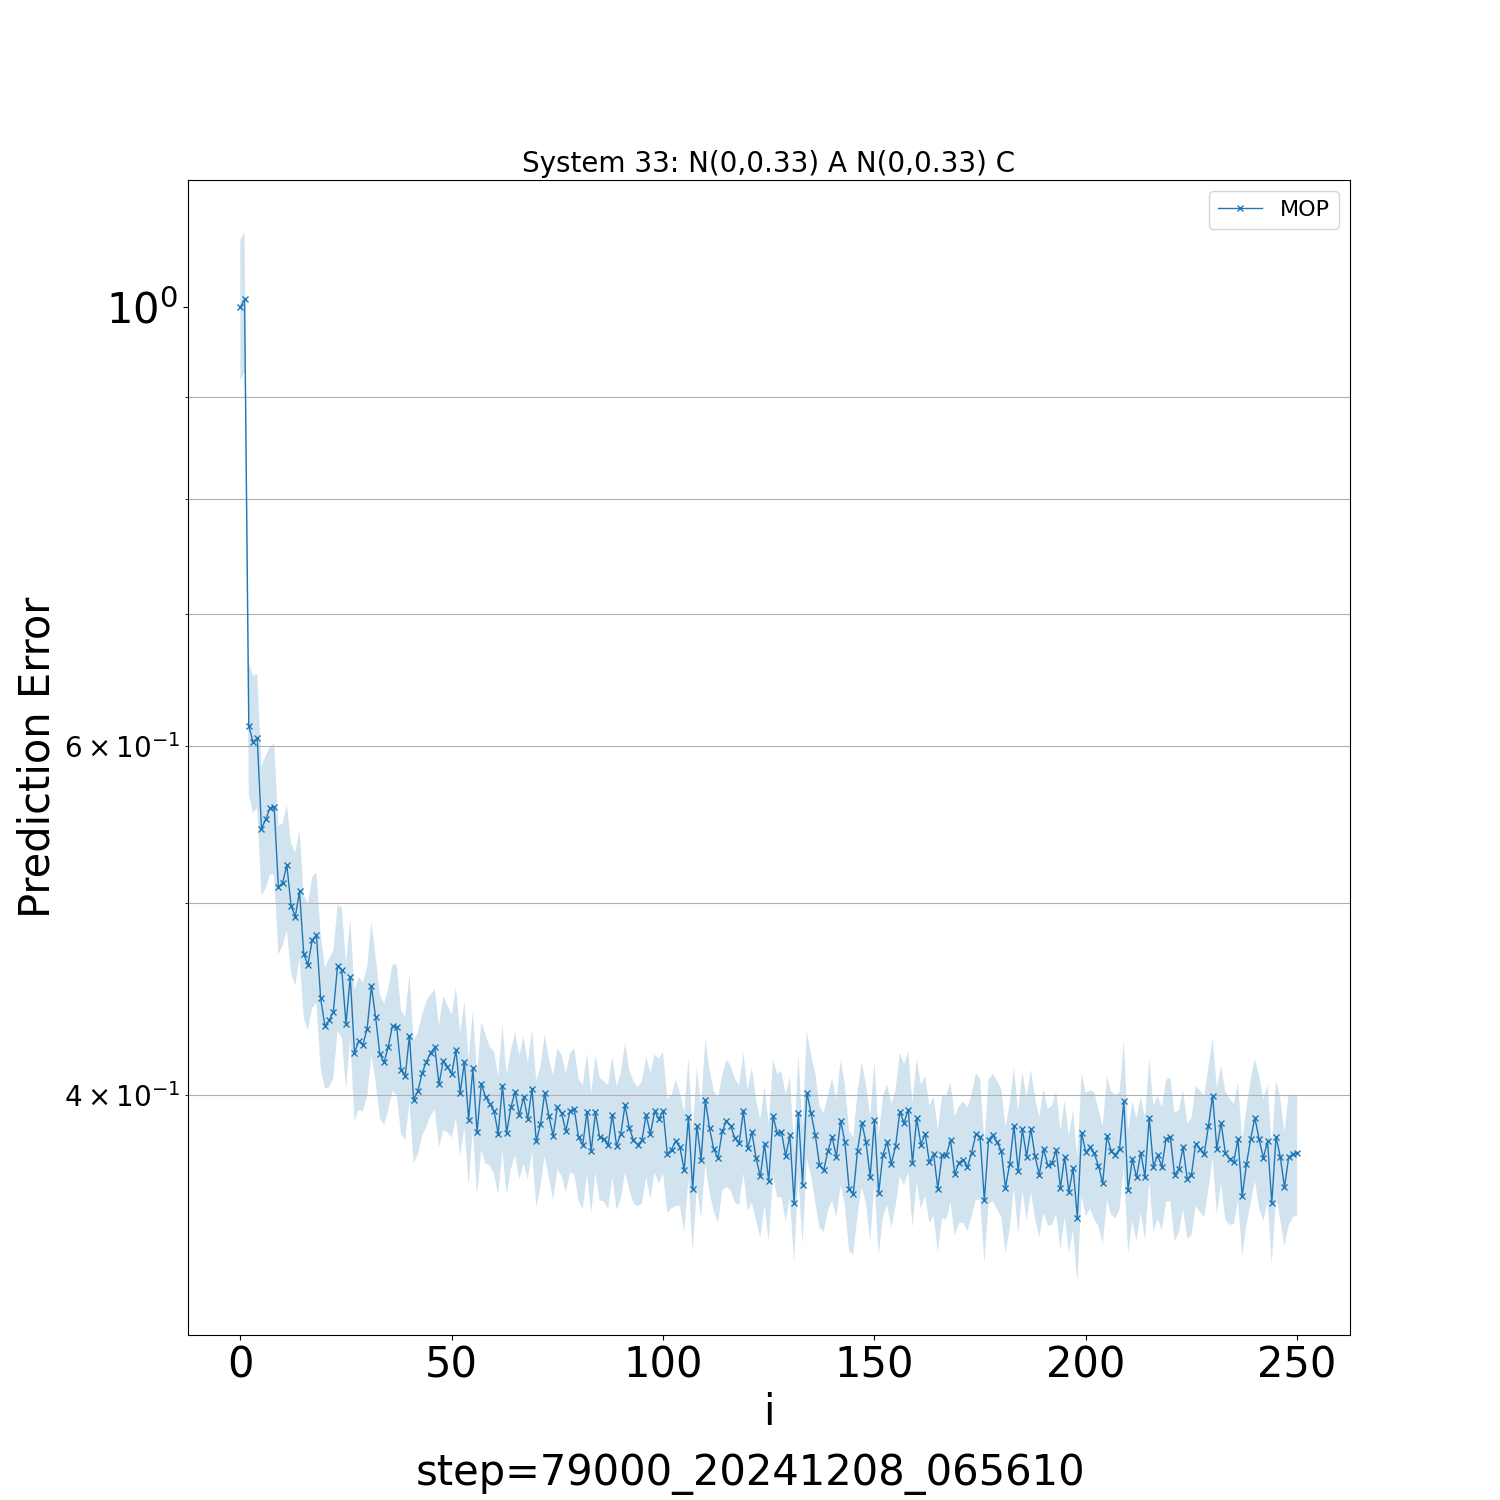 System 33: N(0,0.33) A N(0,0.33) C
MOP
10⁰
6 × 10⁻¹
4 × 10⁻¹
Prediction Error
0 50 100 150 200 250
i
step=79000_20241208_065610